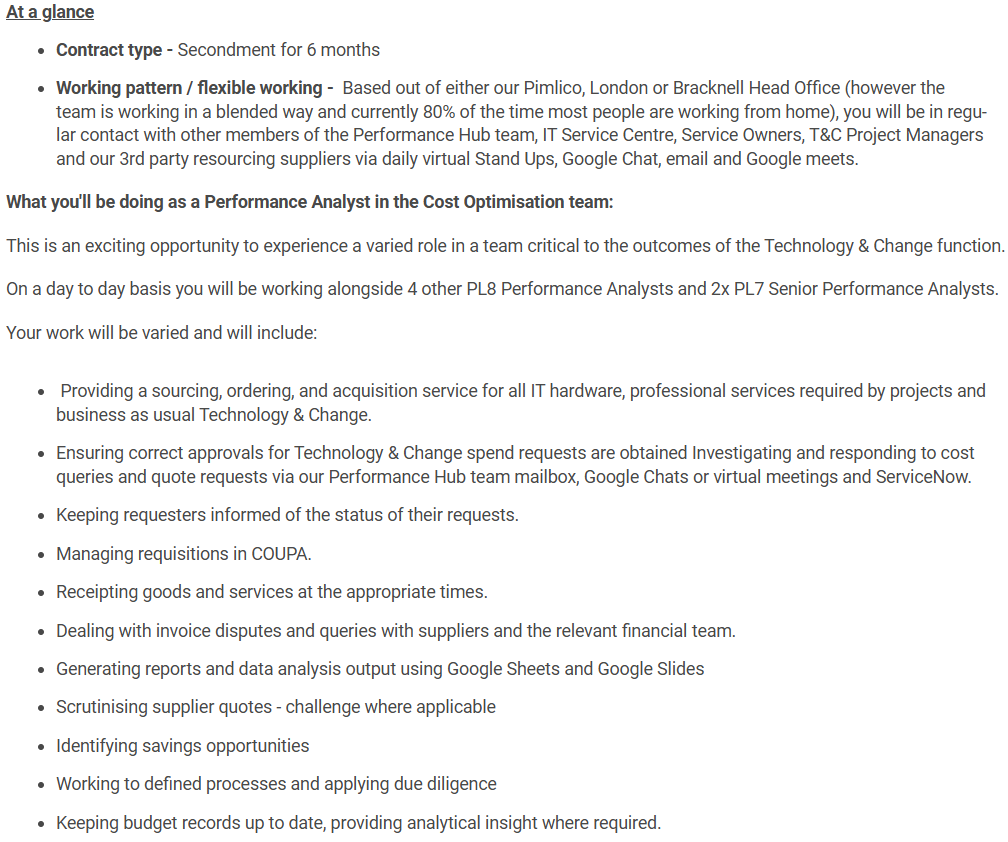 At a glance
• Contract type - Secondment for 6 months
• Working pattern / flexible working -  Based out of either our Pimlico, London or Bracknell Head Office (however the
team is working in a blended way and currently 80% of the time most people are working from home), you will be in regu-
lar contact with other members of the Performance Hub team, IT Service Centre, Service Owners, T&C Project Managers
and our 3rd party resourcing suppliers via daily virtual Stand Ups, Google Chat, email and Google meets.
What you'll be doing as a Performance Analyst in the Cost Optimisation team:
This is an exciting opportunity to experience a varied role in a team critical to the outcomes of the Technology & Change function.
On a day to day basis you will be working alongside 4 other PL8 Performance Analysts and 2x PL7 Senior Performance Analysts.
Your work will be varied and will include:
• Providing a sourcing, ordering, and acquisition service for all IT hardware, professional services required by projects and
business as usual Technology & Change.
• Ensuring correct approvals for Technology & Change spend requests are obtained Investigating and responding to cost
queries and quote requests via our Performance Hub team mailbox, Google Chats or virtual meetings and ServiceNow.
• Keeping requesters informed of the status of their requests.
• Managing requisitions in COUPA.
• Receipting goods and services at the appropriate times.
• Dealing with invoice disputes and queries with suppliers and the relevant financial team.
• Generating reports and data analysis output using Google Sheets and Google Slides
• Scrutinising supplier quotes - challenge where applicable
• Identifying savings opportunities
• Working to defined processes and applying due diligence
• Keeping budget records up to date, providing analytical insight where required.